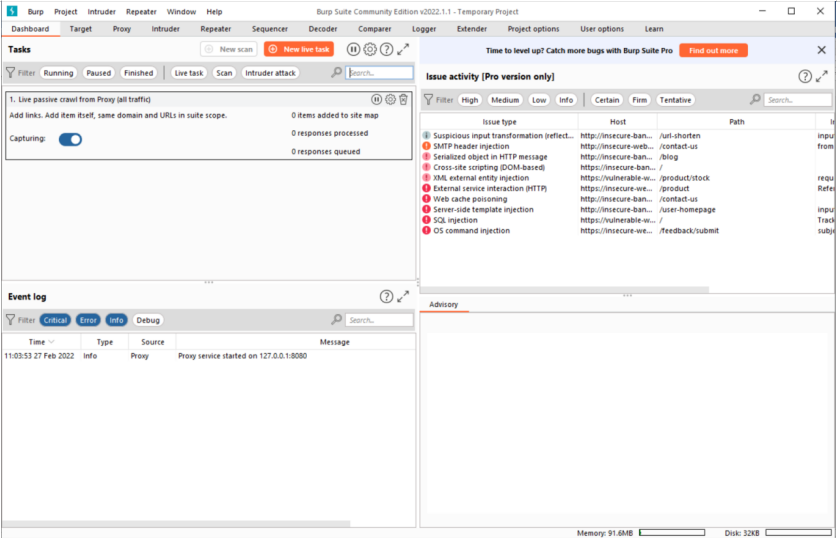 Burp Project Intruder Repeater Window Help Burp Suite Community Edition v2022.1.1 - Temporary Project
Dashboard Target Proxy Intruder Repeater Sequencer Decoder Comparer Logger Extender Project options User options Learn
Tasks New scan New live task
Filter Running Paused Finished Live task Scan Intruder attack Search...
1. Live passive crawl from Proxy (all traffic)
Add links. Add item itself, same domain and URLs in suite scope. 0 items added to site map
Capturing: 0 responses processed
0 responses queued
Event log
Filter Critical Error Info Debug Search...
Time Type Source Message
11:03:53 27 Feb 2022 Info Proxy Proxy service started on 127.0.0.1:8080
Time to level up? Catch more bugs with Burp Suite Pro Find out more
Issue activity [Pro version only]
Filter High Medium Low Info Certain Firm Tentative Search...
Issue type Host Path
Suspicious input transformation (reflect... http://insecure-ban... /url-shorten inpu
SMTP header injection http://insecure-web... /contact-us from
Serialized object in HTTP message http://insecure-ban... /blog
Cross-site scripting (DOM-based) https://insecure-ban... /
XML external entity injection https://vulnerable-w... /product/stock requ
External service interaction (HTTP) https://insecure-we... /product Refe
Web cache poisoning http://insecure-ban... /contact-us
Server-side template injection http://insecure-ban... /user-homepage inpu
SQL injection https://vulnerable-w... / Track
OS command injection https://insecure-we... /feedback/submit subje
Advisory
Memory: 91.6MB Disk: 32KB